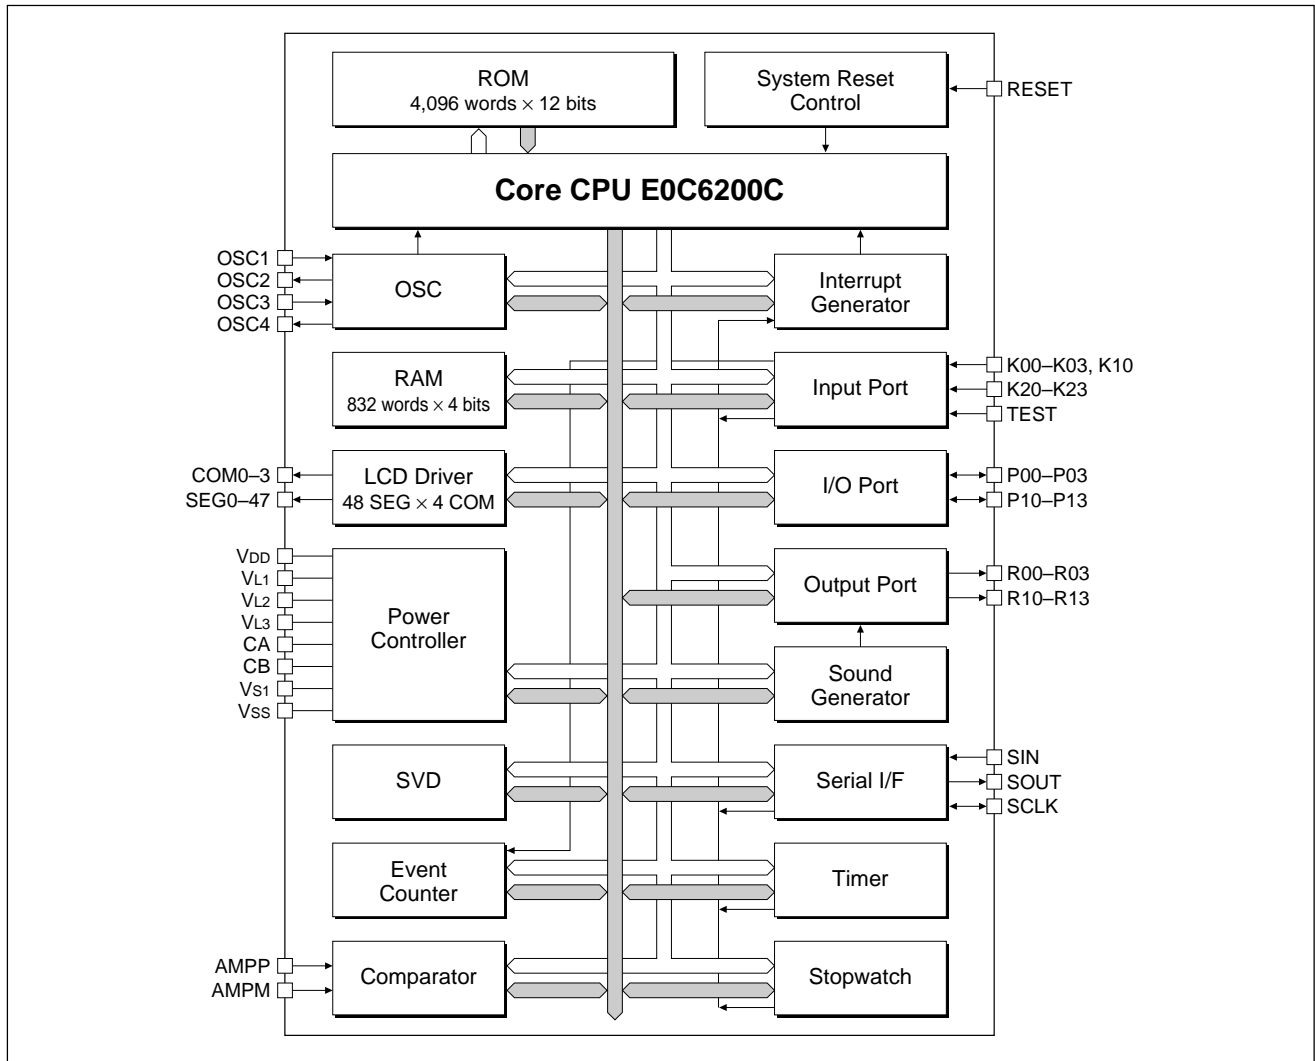 ROM
4,096 words × 12 bits
System Reset
Control
RESET
Core CPU E0C6200C
OSC1
OSC2
OSC3
OSC4
OSC
Interrupt
Generator
RAM
832 words × 4 bits
Input Port
K00–K03, K10
K20–K23
TEST
COM0–3
SEG0–47
LCD Driver
48 SEG × 4 COM
I/O Port
P00–P03
P10–P13
VDD
VL1
VL2
VL3
CA
CB
VS1
VSS
Power
Controller
Output Port
R00–R03
R10–R13
Sound
Generator
SVD
Serial I/F
SIN
SOUT
SCLK
Event
Counter
Timer
AMPP
AMPM
Comparator
Stopwatch